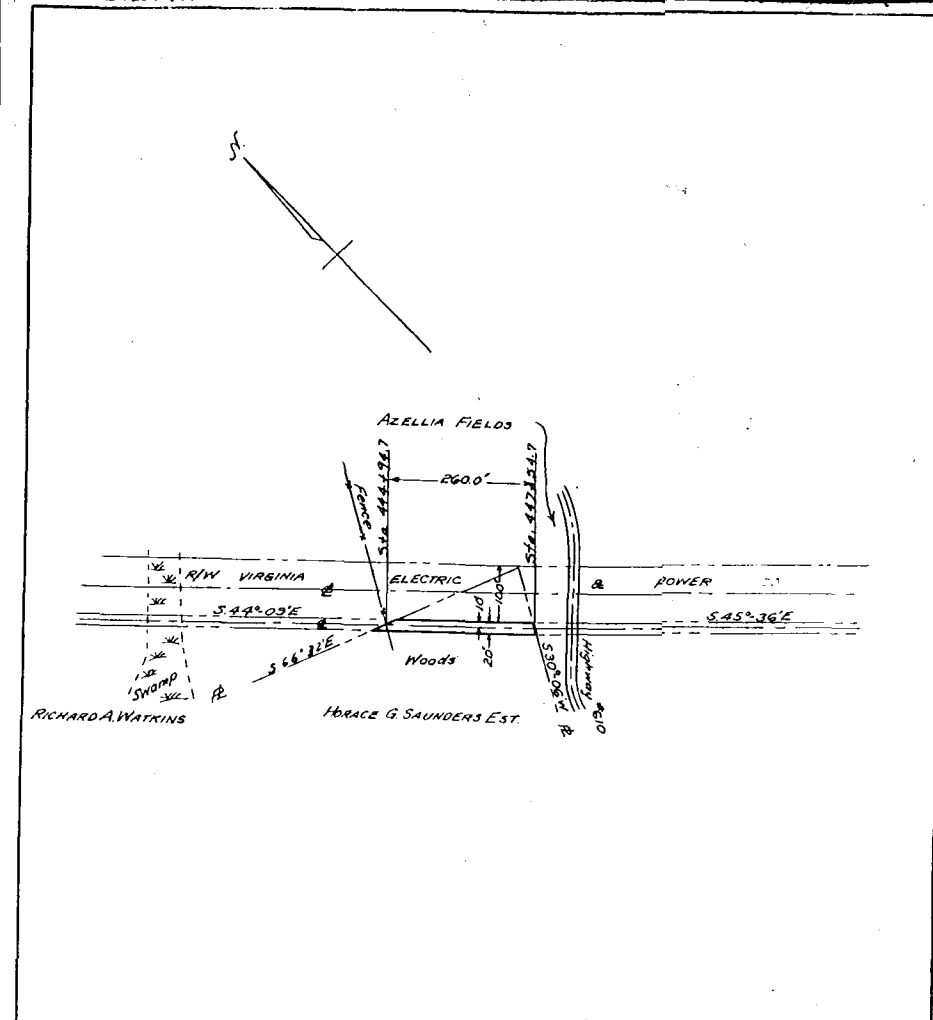 N.
AZELLIA FIELDS
260.0'
Sta. 444+94.7
Sta. 447+54.7
Fence
R/W VIRGINIA ELECTRIC & POWER
100'
10'
20'
S.44°-09'E
S.45°-36'E
S 66°-32'E
S30°-06'W
Woods
Swamp
Highway
#610
RICHARD A. WATKINS
HORACE G. SAUNDERS EST.